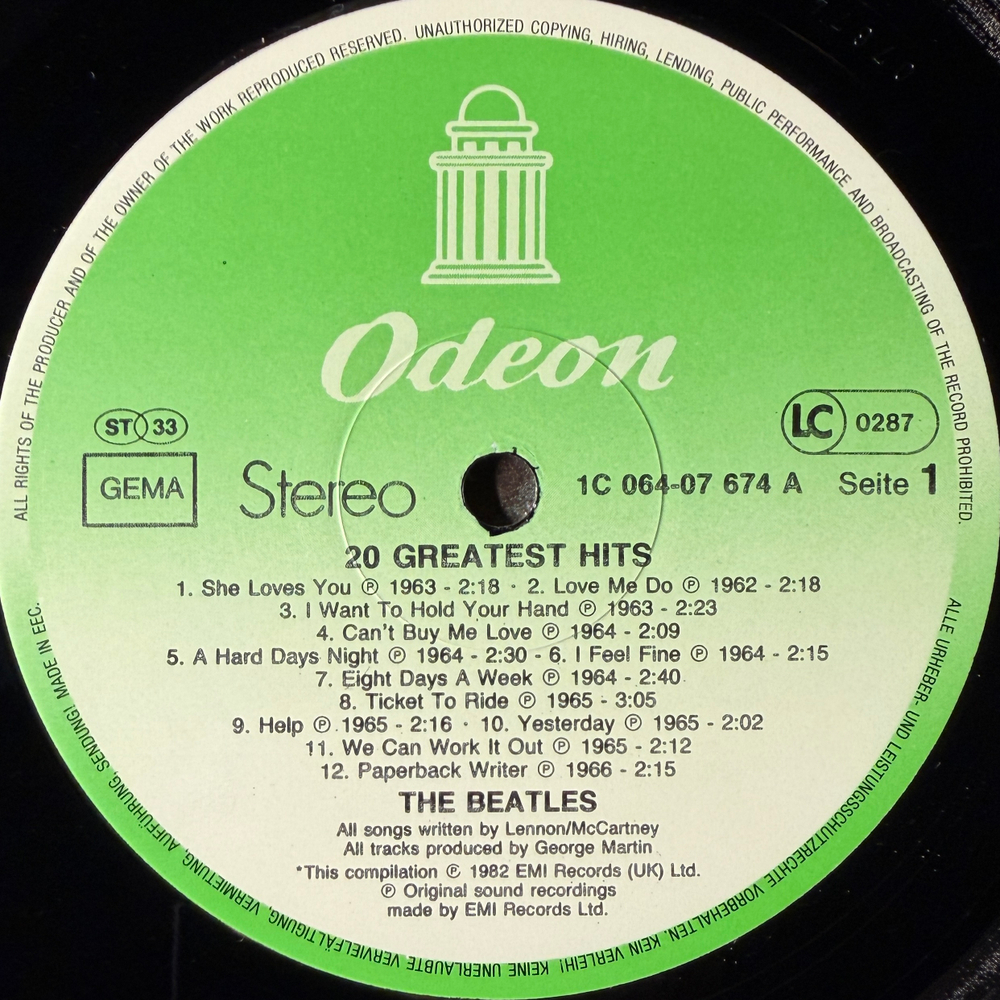 ALL RIGHTS OF THE PRODUCER AND OF THE OWNER OF THE WORK REPRODUCED RESERVED. UNAUTHORIZED COPYING, HIRING, LENDING, PUBLIC PERFORMANCE AND BROADCASTING OF THE RECORD PROHIBITED.
Odeon
ST 33
LC 0287
GEMA
Stereo
1C 064-07 674 A Seite 1
20 GREATEST HITS
1. She Loves You ℗ 1963 - 2:18 · 2. Love Me Do ℗ 1962 - 2:18
3. I Want To Hold Your Hand ℗ 1963 - 2:23
4. Can't Buy Me Love ℗ 1964 - 2:09
5. A Hard Days Night ℗ 1964 - 2:30 - 6. I Feel Fine ℗ 1964 - 2:15
7. Eight Days A Week ℗ 1964 - 2:40
8. Ticket To Ride ℗ 1965 - 3:05
9. Help ℗ 1965 - 2:16 · 10. Yesterday ℗ 1965 - 2:02
11. We Can Work It Out ℗ 1965 - 2:12
12. Paperback Writer ℗ 1966 - 2:15
THE BEATLES
All songs written by Lennon/McCartney
All tracks produced by George Martin
*This compilation ℗ 1982 EMI Records (UK) Ltd.
℗ Original sound recordings
made by EMI Records Ltd.
ALLE URHEBER- UND LEISTUNGSSCHUTZRECHTE VORBEHALTEN. KEIN VERLEIH! KEINE UNERLAUBTE VERVIELFÄLTIGUNG, VERMIETUNG, AUFFÜHRUNG, SENDUNG! MADE IN EEC.